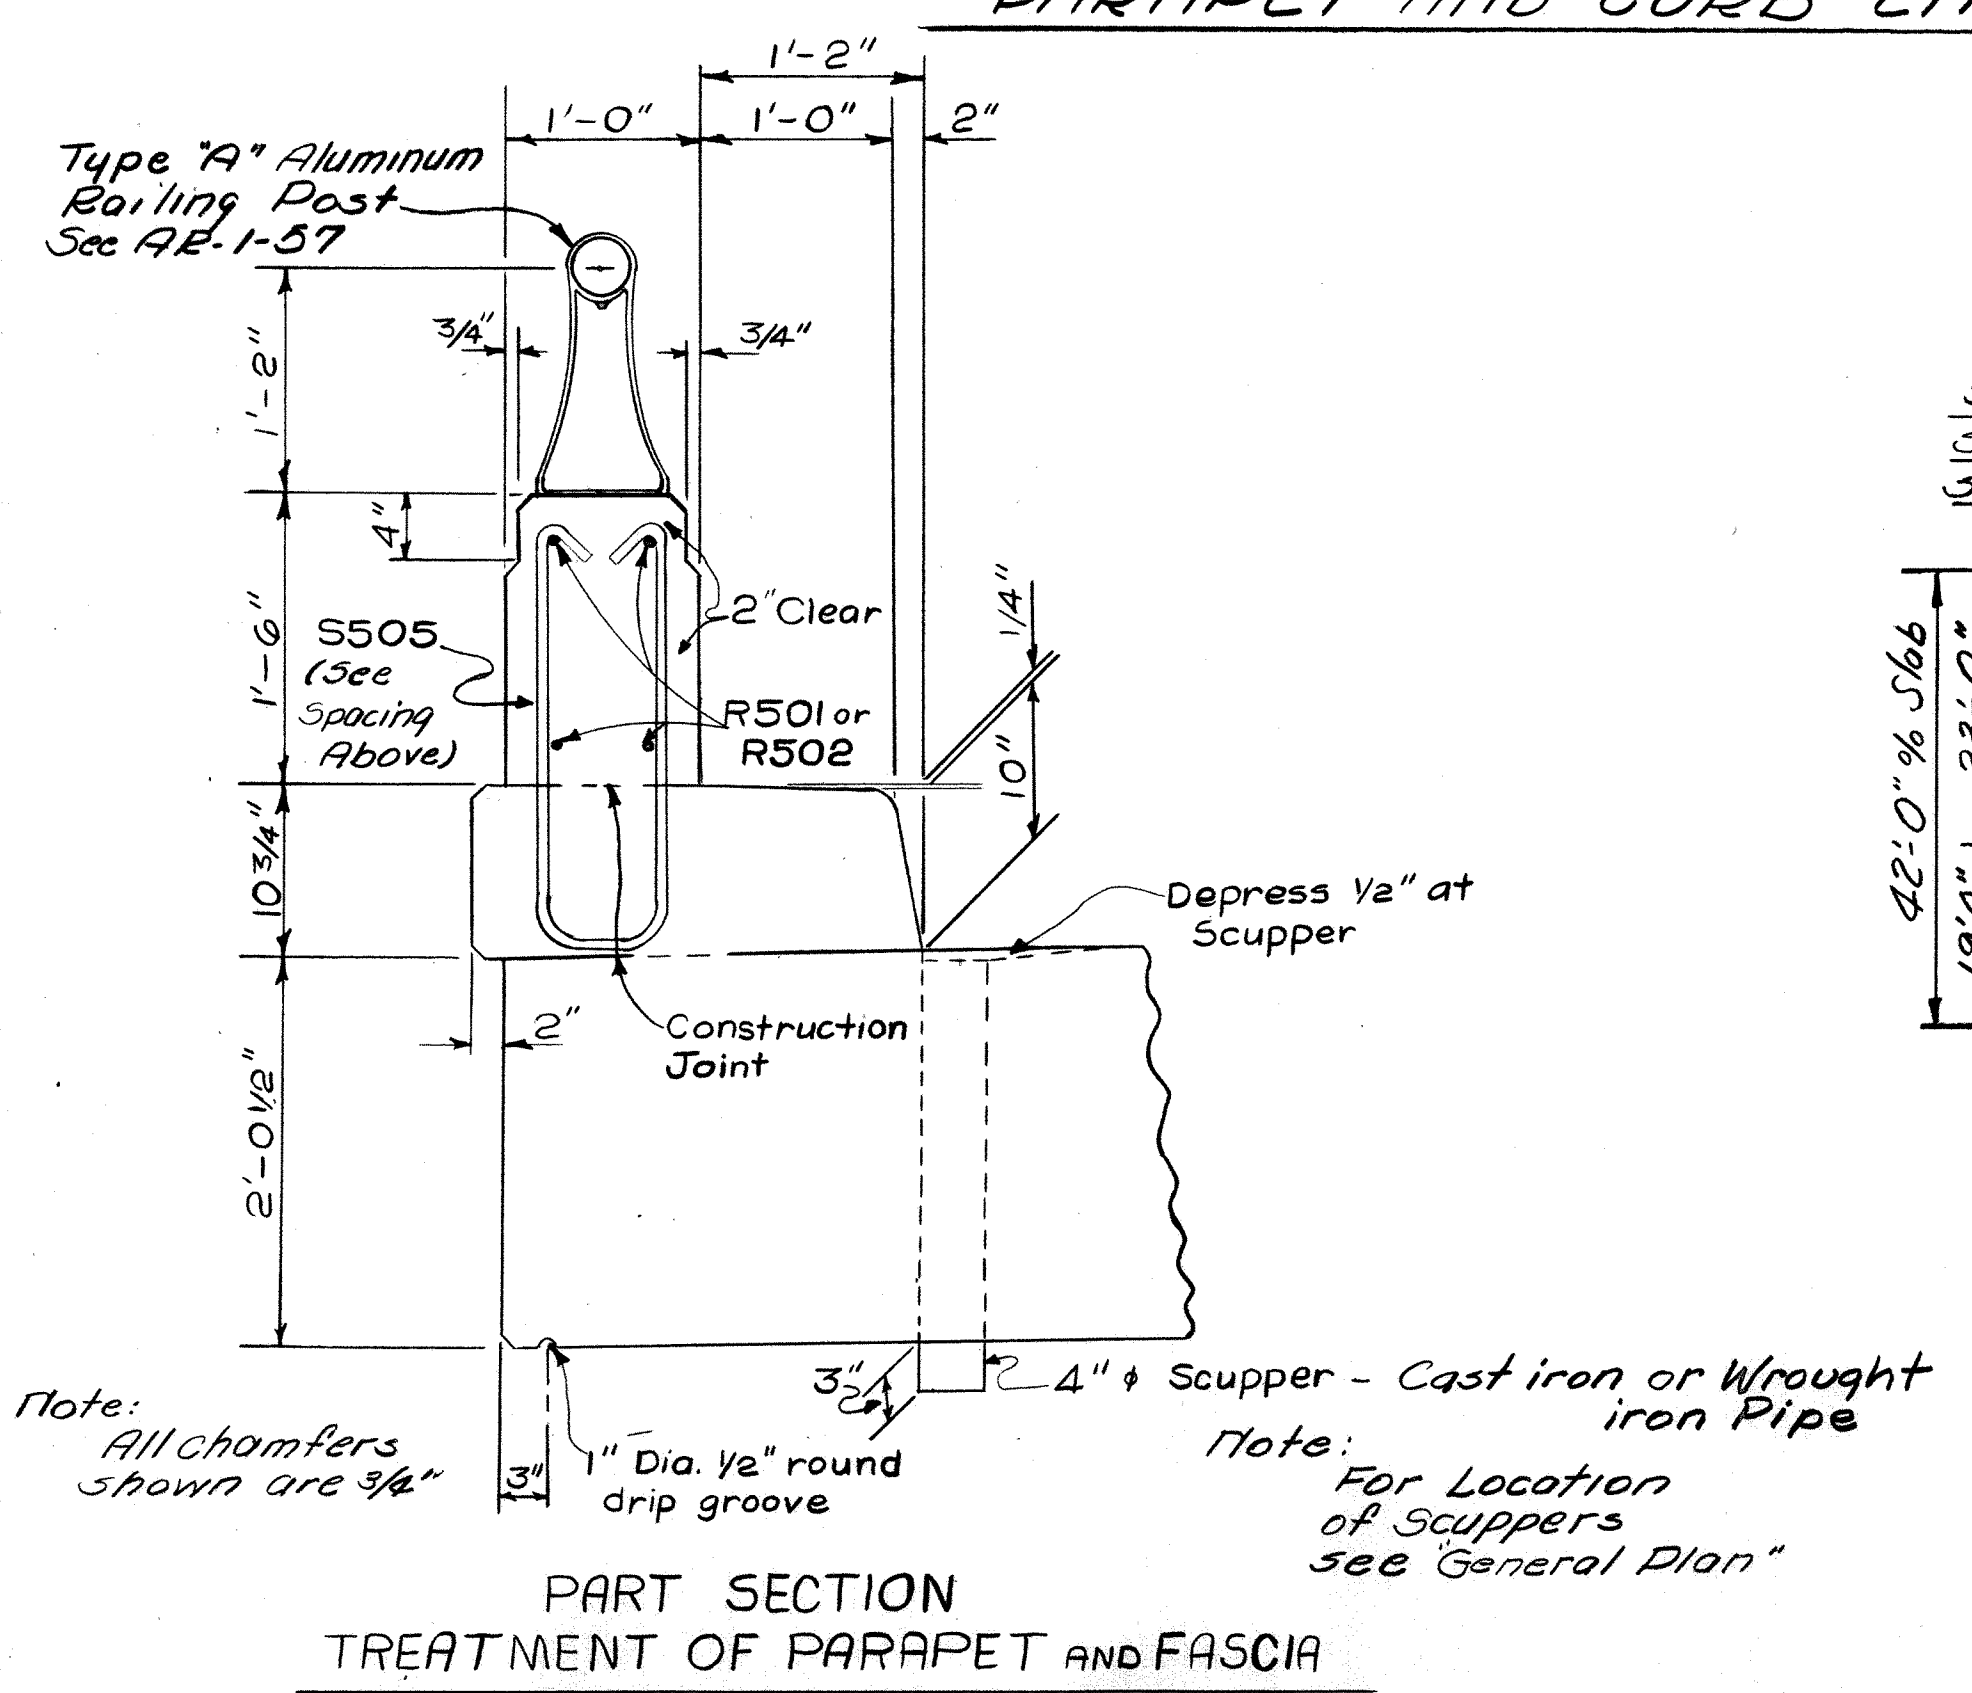 PARAPET AND CURB
1'-2"
1'-0"
1'-0"
2"
Type "A" Aluminum
Railing Post
See AR-1-57
3/4"
3/4"
1'-2"
4"
1'-6"
2" Clear
1/4"
S505
(See
Spacing
Above)
R501 or
R502
10"
10 3/4"
42'-0" % Slab
Depress 1/2" at
Scupper
2"
Construction
Joint
2'-0 1/2"
3"
4" ϕ Scupper - Cast iron or Wrought
iron Pipe
Note:
All chamfers
shown are 3/4"
3"
1" Dia. 1/2" round
drip groove
Note:
For Location
of Scuppers
see "General Plan"
PART SECTION
TREATMENT OF PARAPET AND FASCIA